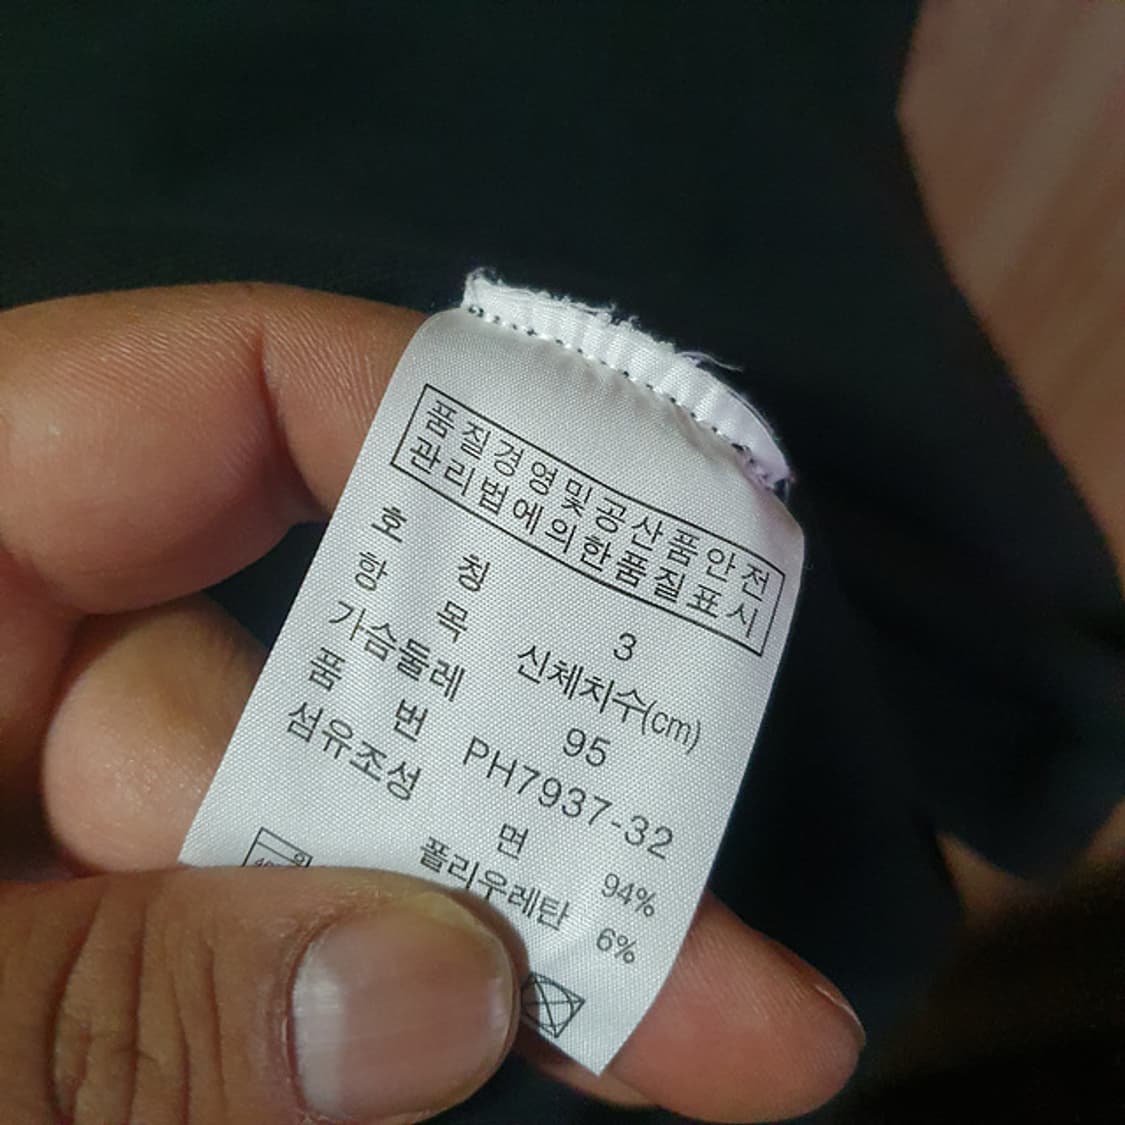 품질경영및공산품안전
관리법에의한품질표시
호 칭 3
항 목 신체치수(cm)
가슴둘레 95
품 번 PH7937-32
섬유조성 면 94%
폴리우레탄 6%